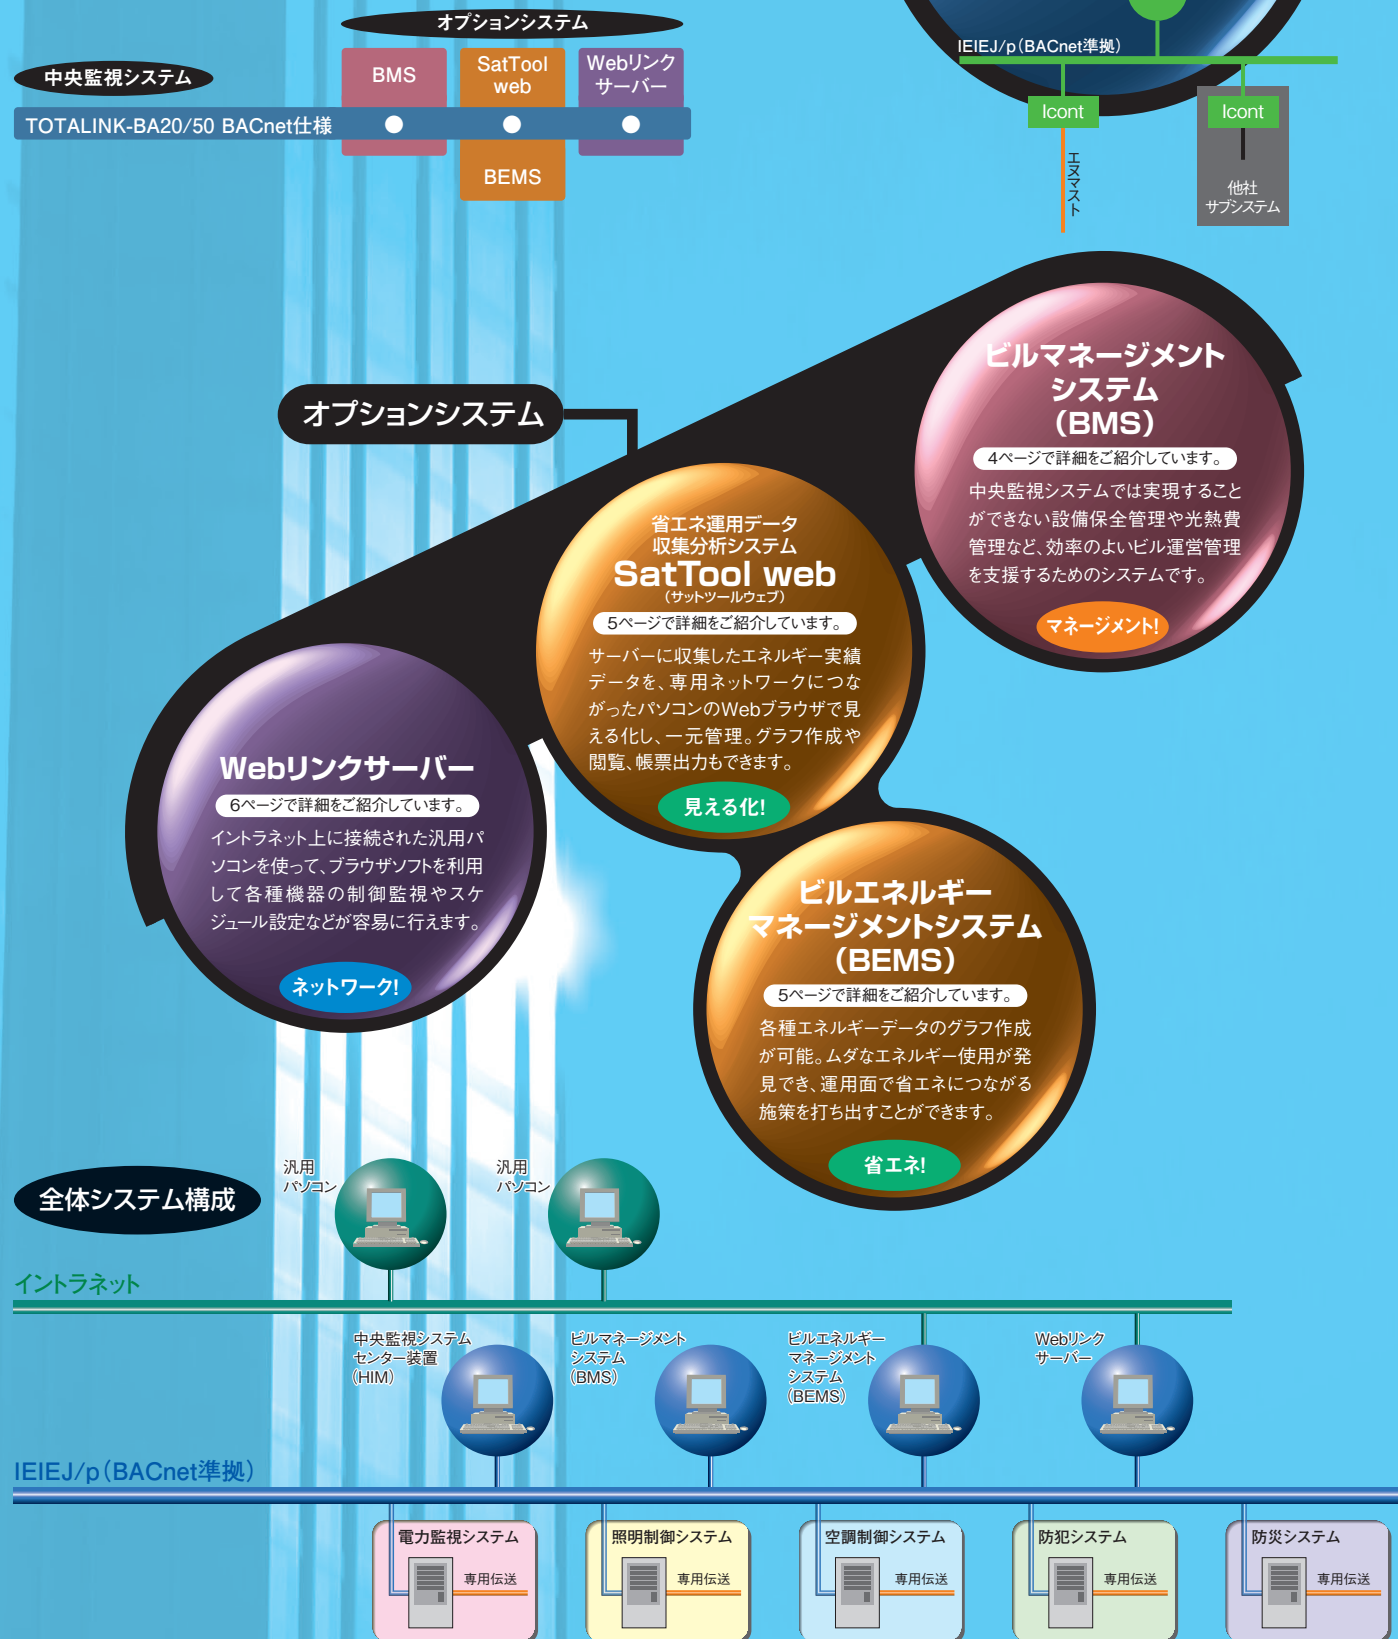 オプションシステム
中央監視システム
BMS
SatTool
web
Webリンク
サーバー
TOTALINK-BA20/50 BACnet仕様
BEMS
IEIEJ/p（BACnet準拠）
Icont
Icont
エヌマスト
他社
サブシステム
オプションシステム
ビルマネージメント
システム
（BMS）
4ページで詳細をご紹介しています。
中央監視システムでは実現すること
ができない設備保全管理や光熱費
管理など、効率のよいビル運営管理
を支援するためのシステムです。
マネージメント!
省エネ運用データ
収集分析システム
SatTool web
（サットツールウェブ）
5ページで詳細をご紹介しています。
サーバーに収集したエネルギー実績
データを、専用ネットワークにつな
がったパソコンのWebブラウザで見
える化し、一元管理。グラフ作成や
閲覧、帳票出力もできます。
見える化!
Webリンクサーバー
6ページで詳細をご紹介しています。
イントラネット上に接続された汎用パ
ソコンを使って、ブラウザソフトを利用
して各種機器の制御監視やスケ
ジュール設定などが容易に行えます。
ネットワーク!
ビルエネルギー
マネージメントシステム
（BEMS）
5ページで詳細をご紹介しています。
各種エネルギーデータのグラフ作成
が可能。ムダなエネルギー使用が発
見でき、運用面で省エネにつながる
施策を打ち出すことができます。
省エネ!
全体システム構成
汎用
パソコン
汎用
パソコン
イントラネット
中央監視システム
センター装置
（HIM）
ビルマネージメント
システム
（BMS）
ビルエネルギー
マネージメント
システム
（BEMS）
Webリンク
サーバー
IEIEJ/p（BACnet準拠）
電力監視システム
専用伝送
照明制御システム
専用伝送
空調制御システム
専用伝送
防犯システム
専用伝送
防災システム
専用伝送